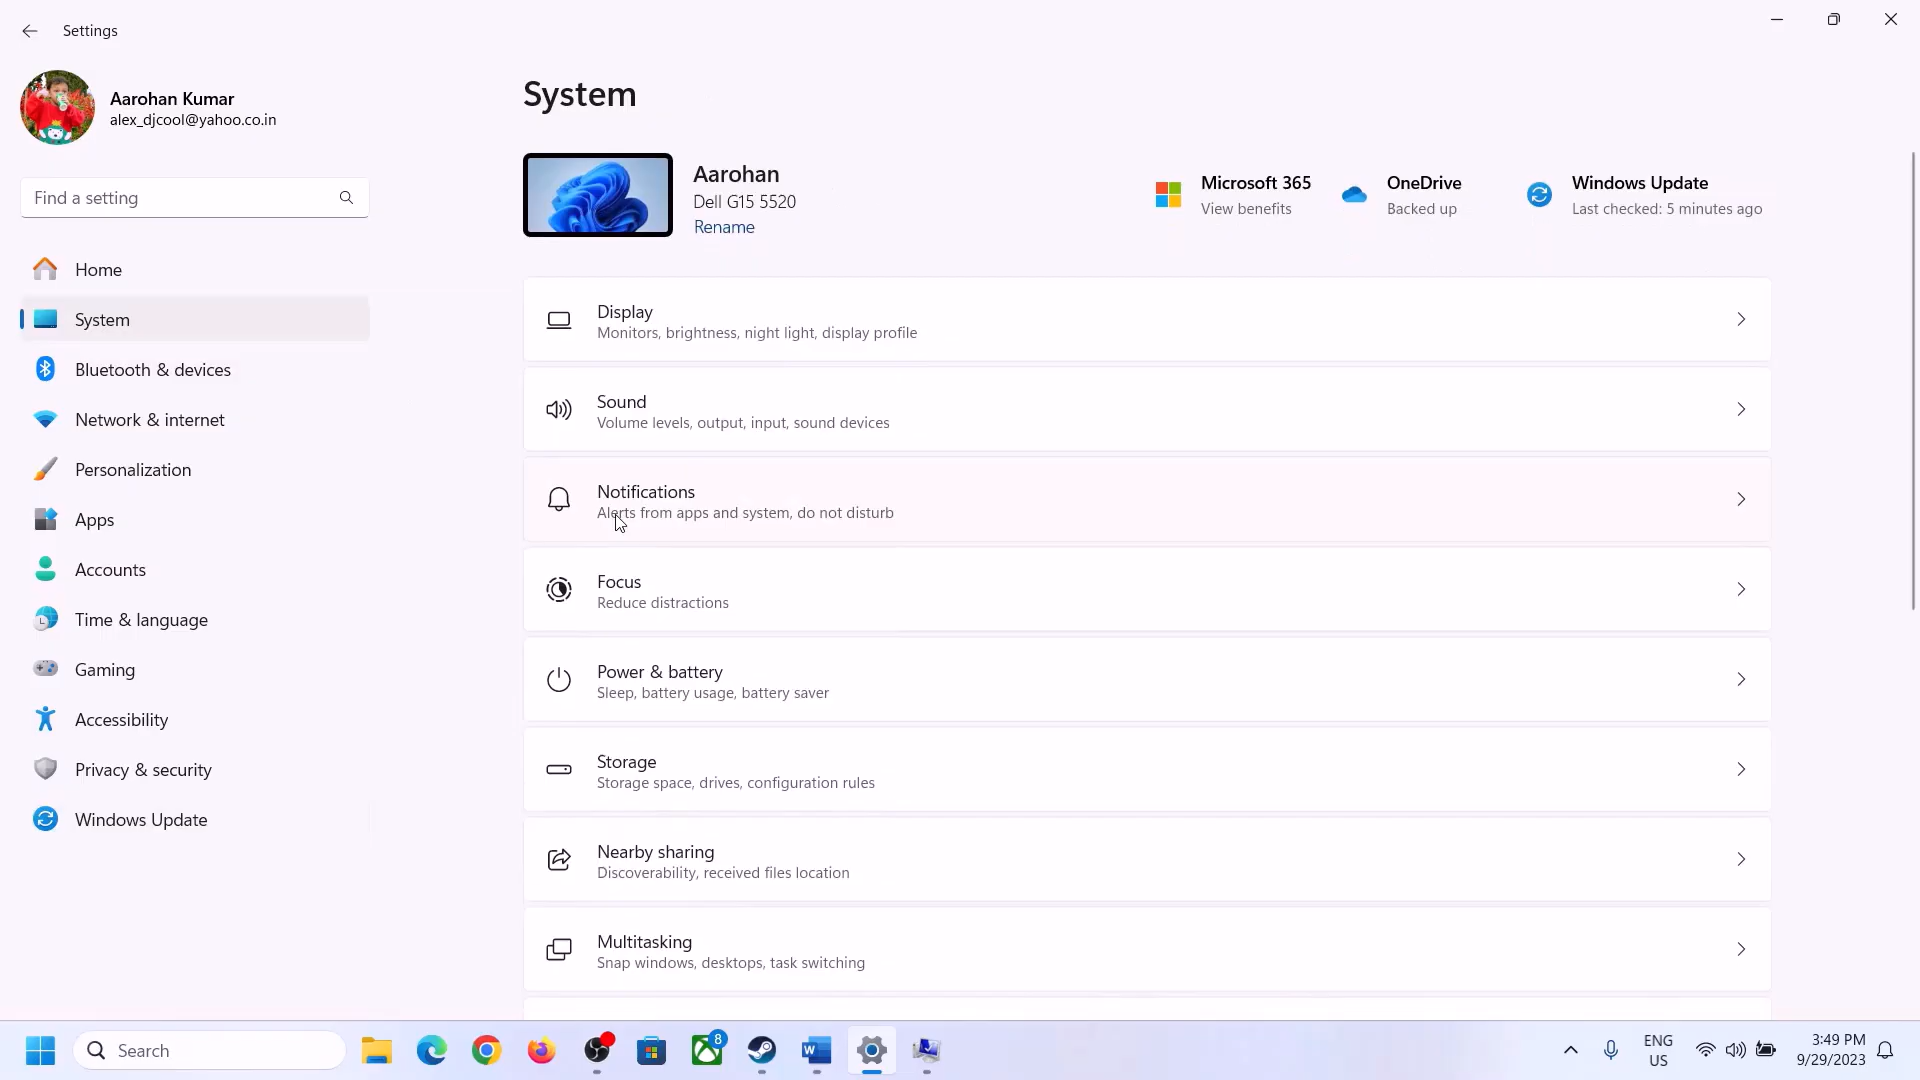 Settings
Aarohan Kumar
alex_djcool@yahoo.co.in
Find a setting
Home
System
Bluetooth & devices
Network & internet
Personalization
Apps
Accounts
Time & language
Gaming
Accessibility
Privacy & security
Windows Update
System
Aarohan
Dell G15 5520
Rename
Microsoft 365
View benefits
OneDrive
Backed up
Windows Update
Last checked: 5 minutes ago
Display
Monitors, brightness, night light, display profile
Sound
Volume levels, output, input, sound devices
Notifications
Alerts from apps and system, do not disturb
Focus
Reduce distractions
Power & battery
Sleep, battery usage, battery saver
Storage
Storage space, drives, configuration rules
Nearby sharing
Discoverability, received files location
Multitasking
Snap windows, desktops, task switching
Search
8
ENG
US
3:49 PM
9/29/2023